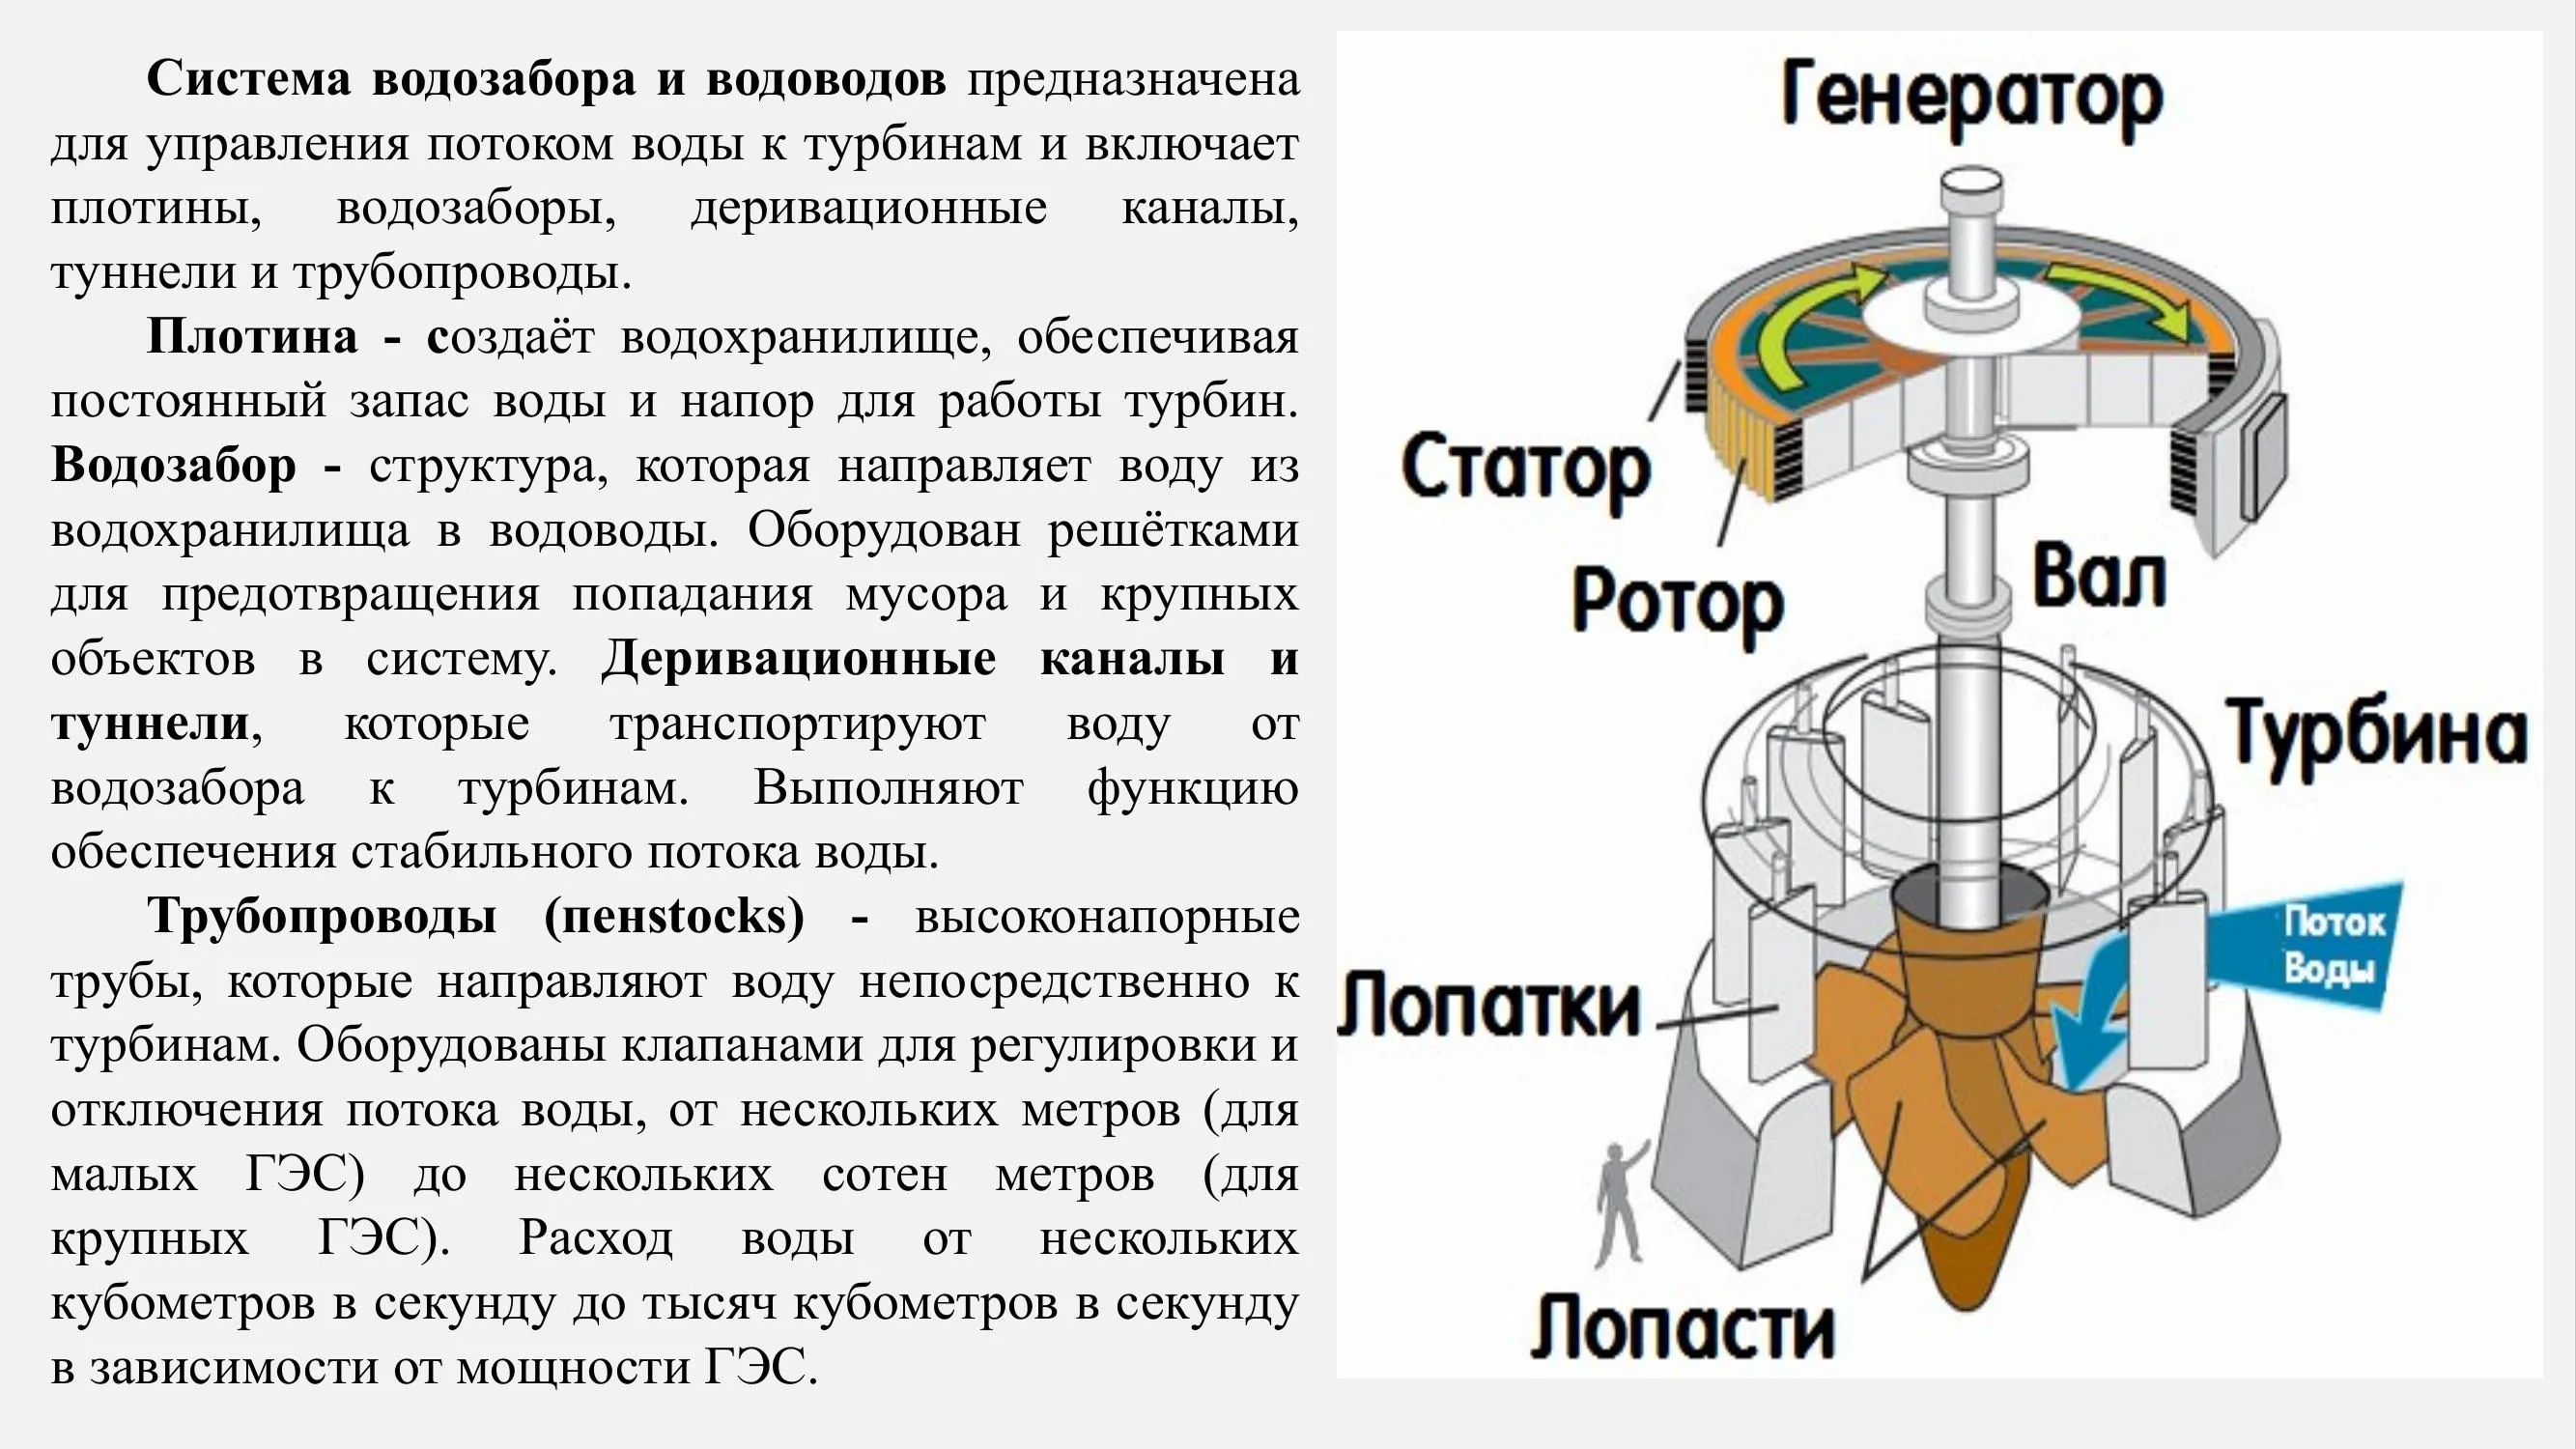 Система водозабора и водоводов предназначена
для управления потоком воды к турбинам и включает
плотины, водозаборы, деривационные каналы,
туннели и трубопроводы.
Плотина - создаёт водохранилище, обеспечивая
постоянный запас воды и напор для работы турбин.
Водозабор - структура, которая направляет воду из
водохранилища в водоводы. Оборудован решётками
для предотвращения попадания мусора и крупных
объектов в систему. Деривационные каналы и
туннели, которые транспортируют воду от
водозабора к турбинам. Выполняют функцию
обеспечения стабильного потока воды.
Трубопроводы (пенstocks) - высоконапорные
трубы, которые направляют воду непосредственно к
турбинам. Оборудованы клапанами для регулировки и
отключения потока воды, от нескольких метров (для
малых ГЭС) до нескольких сотен метров (для
крупных ГЭС). Расход воды от нескольких
кубометров в секунду до тысяч кубометров в секунду
в зависимости от мощности ГЭС.
Генератор
Статор
Ротор
Вал
Турбина
Поток
Воды
Лопатки
Лопасти